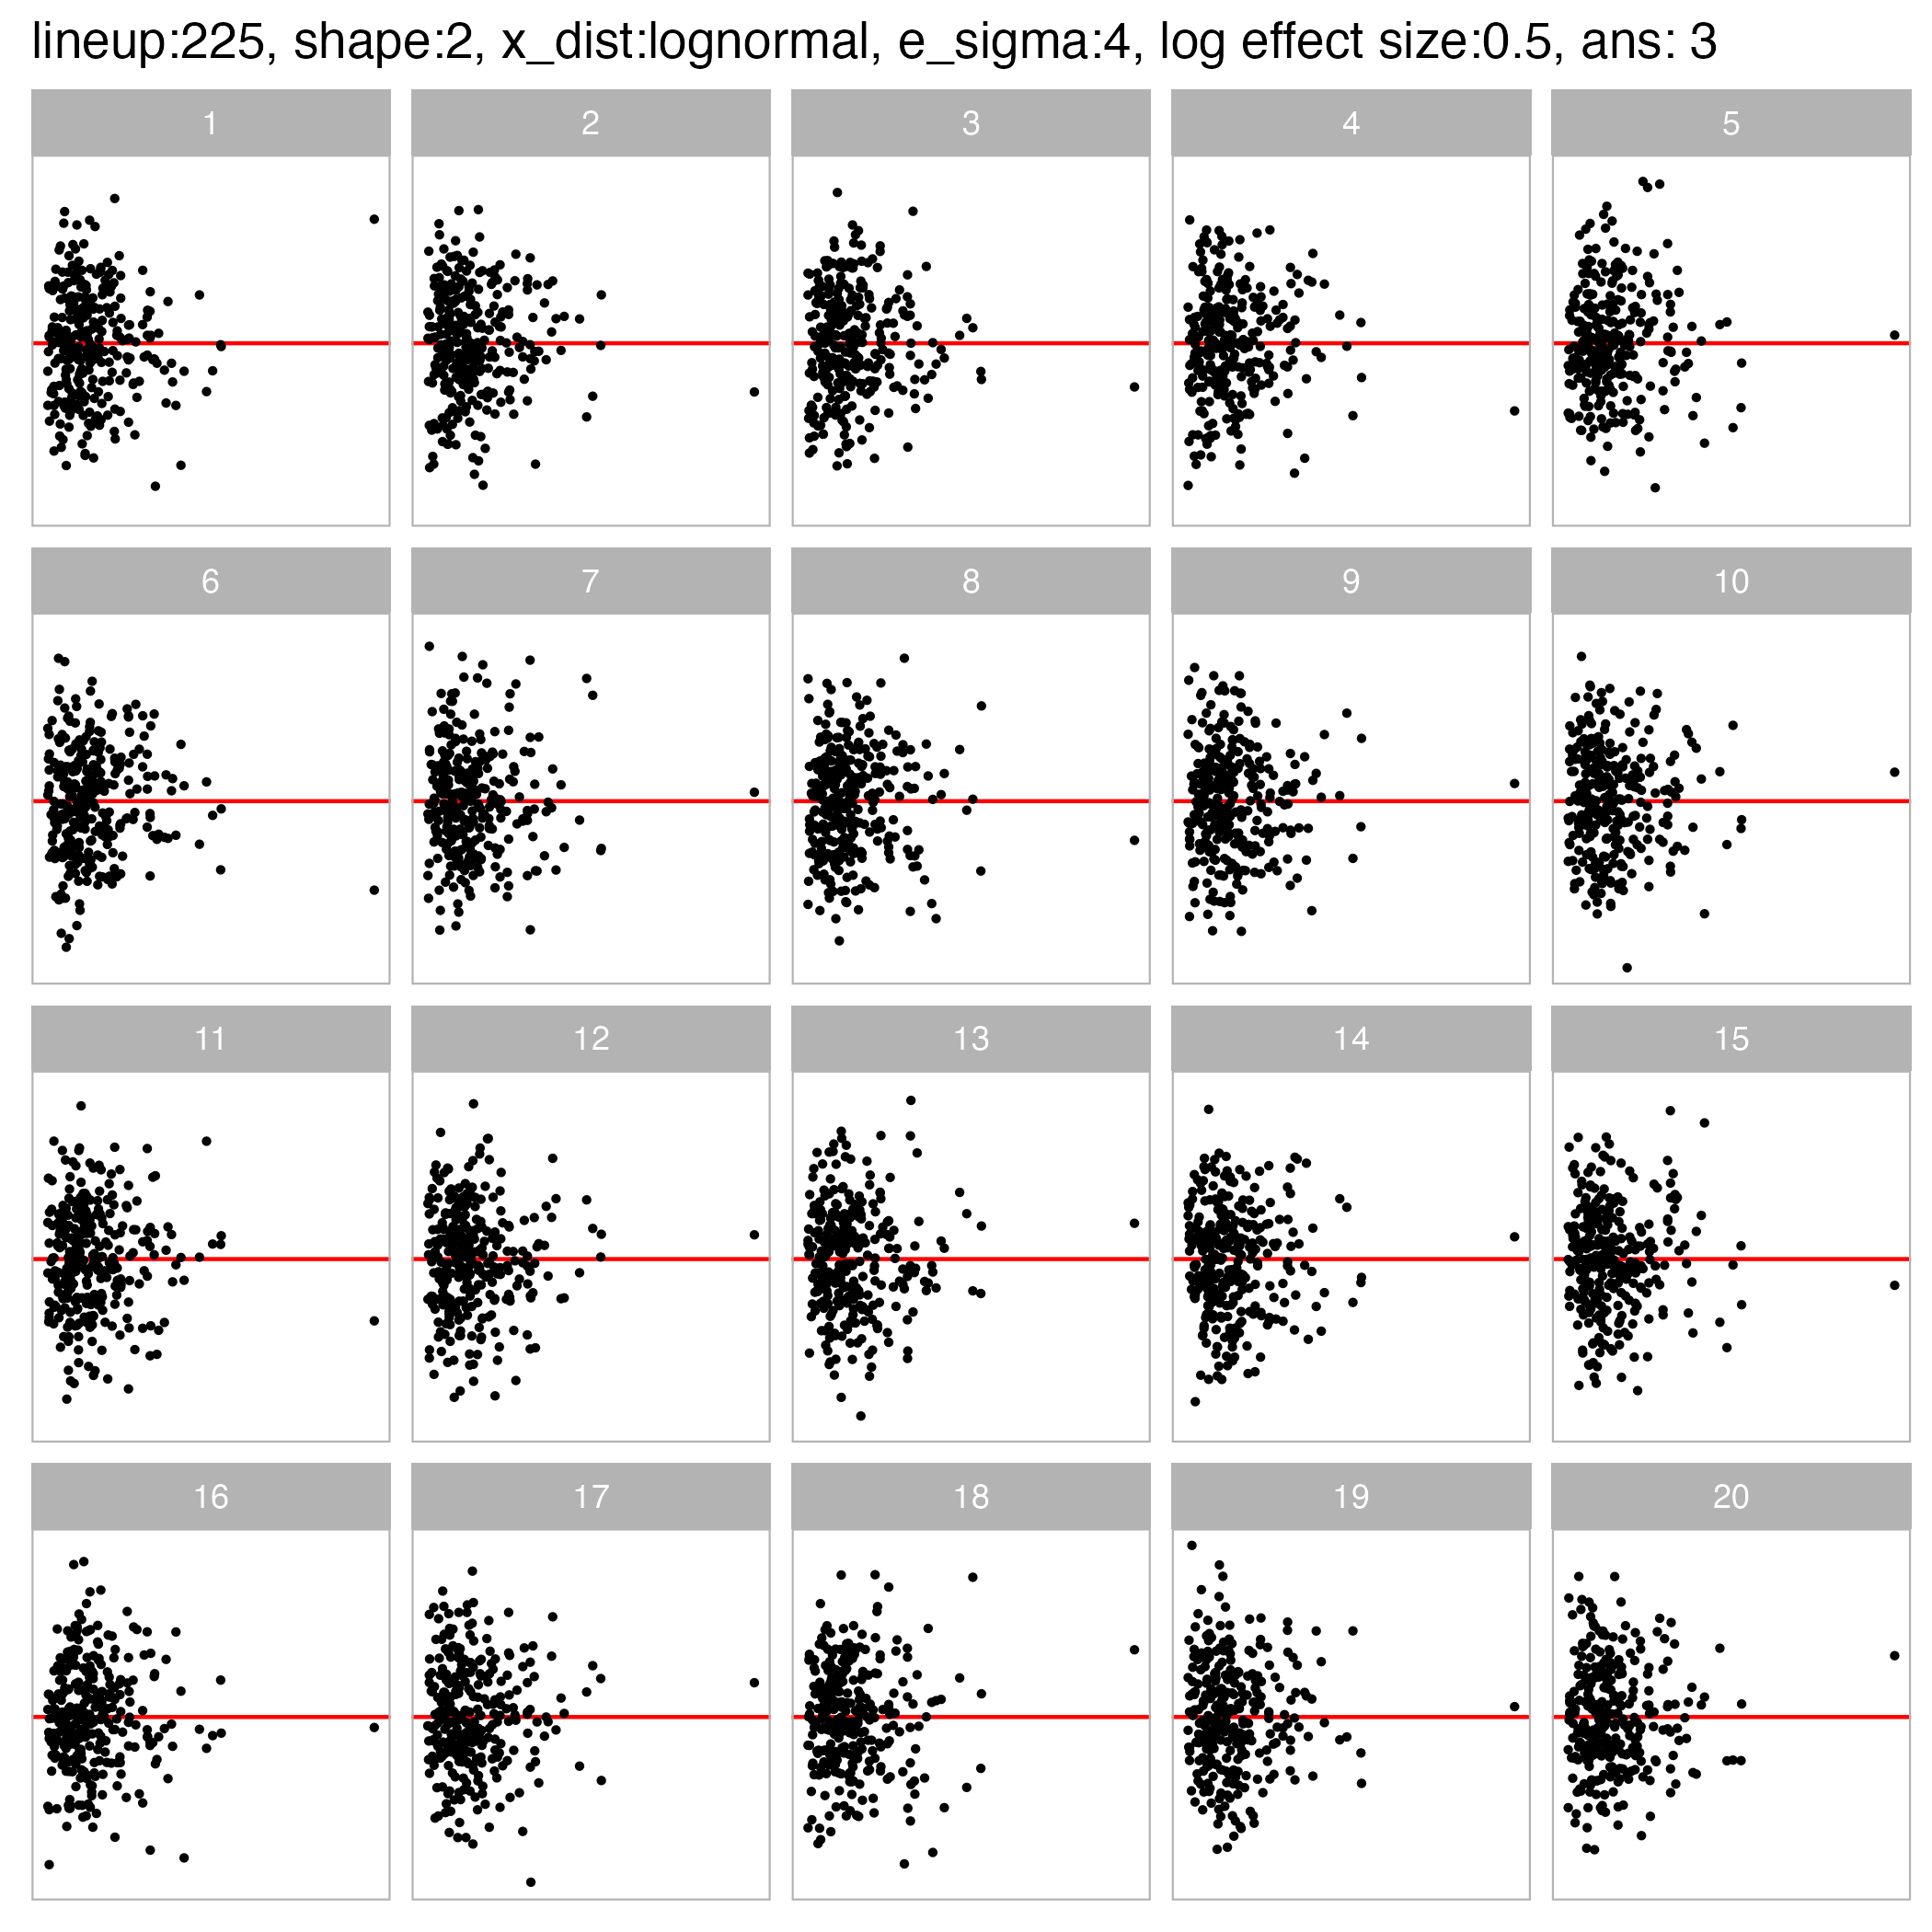 lineup:225, shape:2, x_dist:lognormal, e_sigma:4, log effect size:0.5, ans: 3
1 2 3 4 5
6 7 8 9 10
11 12 13 14 15
16 17 18 19 20